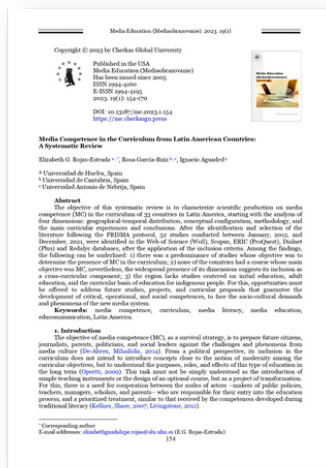 Media Education (Mediaobrazovanie). 2023. 19(1)
Copyright © 2023 by Cherkas Global University
Published in the USA
Media Education (Mediaobrazovanie)
Has been issued since 2005
ISSN 1994-4160
E-ISSN 1994-4195
2023. 19(1): 154-170
DOI: 10.13187/me.2023.1.154
https://me.cherkasgu.press
Media Competence in the Curriculum from Latin American Countries:
A Systematic Review
Elizabeth G. Rojas-Estrada a, *, Rosa García-Ruiz b, c, Ignacio Aguaded a
a Universidad de Huelva, Spain
b Universidad de Cantabria, Spain
c Universidad Antonio de Nebrija, Spain
Abstract
The objective of this systematic review is to characterize scientific production on media
competence (MC) in the curriculum of 33 countries in Latin America, starting with the analysis of
four dimensions: geographical-temporal distribution, conceptual configuration, methodology, and
the main curricular experiences and conclusions. After the identification and selection of the
literature following the PRISMA protocol, 32 studies conducted between January, 2012, and
December, 2021, were identified in the Web of Science (WoS), Scopus, ERIC (ProQuest), Dialnet
(Plus) and Redalyc databases, after the application of inclusion criteria. Among the findings,
the following can be underlined: 1) there was a predominance of studies whose objective was to
determine the presence of MC in the curriculum; 2) none of the countries had a course whose main
objective was MC, nevertheless, the widespread presence of its dimensions suggests its inclusion as
a cross-curricular component; 3) the region lacks studies centered on initial education, adult
education, and the curricular basis of education for indigenous people. For this, opportunities must
be offered to address future studies, projects, and curricular proposals that guarantee the
development of critical, operational, and social competences, to face the socio-cultural demands
and phenomena of the new media system.
Keywords: media competence, curriculum, media literacy, media education,
educommunication, Latin America.
1. Introduction
The objective of media competence (MC), as a survival strategy, is to prepare future citizens,
journalists, parents, politicians, and social leaders against the challenges and phenomena from
media culture (De-Abreu, Mihailidis, 2014). From a political perspective, its inclusion in the
curriculum does not intend to introduce concepts close to the notion of modernity among the
curricular objectives, but to understand the purposes, roles, and effects of this type of education in
the long term (Opertti, 2009). This task must not be simply understood as the introduction of
simple teaching instruments or the design of an optional course, but as a project of transformation.
For this, there is a need for cooperation between the nodes of actors –makers of public policies,
teachers, managers, scholars, and parents– who are responsible for their entry into the education
process, and a prioritized treatment, similar to that received by the competences developed during
traditional literacy (Kellner, Share, 2007; Livingstone, 2011).
* Corresponding author
E-mail addresses: elizabethguadalupe.rojas@alu.uhu.es (E.G. Rojas-Estrada)
154